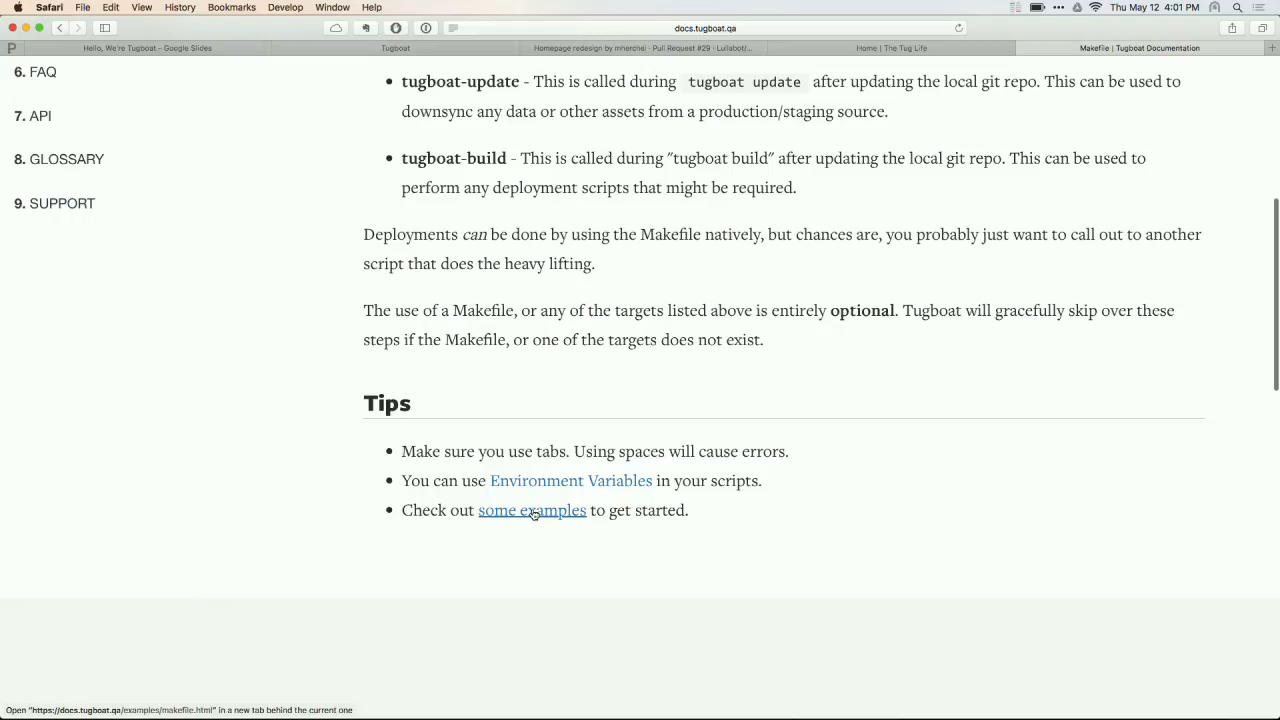 Safari File Edit View History Bookmarks Develop Window Help Thu May 12 4:01 PM
docs.tugboat.qa
Hello, We're Tugboat – Google Slides Tugboat Homepage redesign by mherchel · Pull Request #29 · Lullabot/... Home | The Tug Life Makefile | Tugboat Documentation
6. FAQ
7. API
8. GLOSSARY
9. SUPPORT
tugboat-update - This is called during tugboat update after updating the local git repo. This can be used to
downsync any data or other assets from a production/staging source.
tugboat-build - This is called during "tugboat build" after updating the local git repo. This can be used to
perform any deployment scripts that might be required.
Deployments can be done by using the Makefile natively, but chances are, you probably just want to call out to another
script that does the heavy lifting.
The use of a Makefile, or any of the targets listed above is entirely optional. Tugboat will gracefully skip over these
steps if the Makefile, or one of the targets does not exist.
Tips
Make sure you use tabs. Using spaces will cause errors.
You can use Environment Variables in your scripts.
Check out some examples to get started.
Open "https://docs.tugboat.qa/examples/makefile.html" in a new tab behind the current one